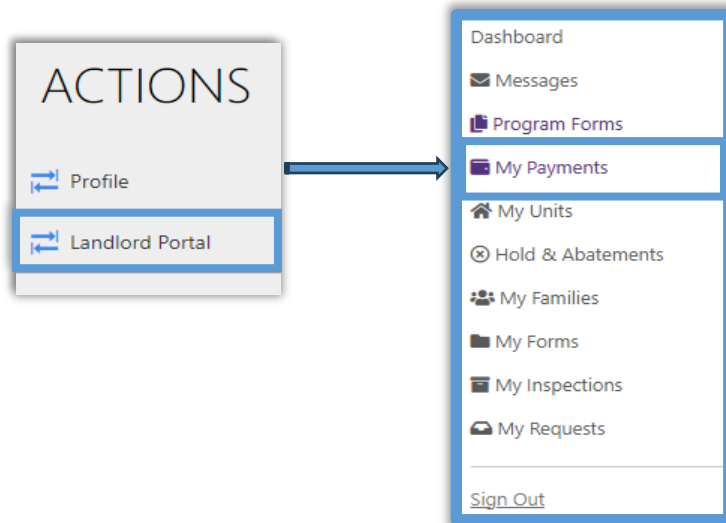 ACTIONS
Profile
Landlord Portal
Dashboard
Messages
Program Forms
My Payments
My Units
Hold & Abatements
My Families
My Forms
My Inspections
My Requests
Sign Out